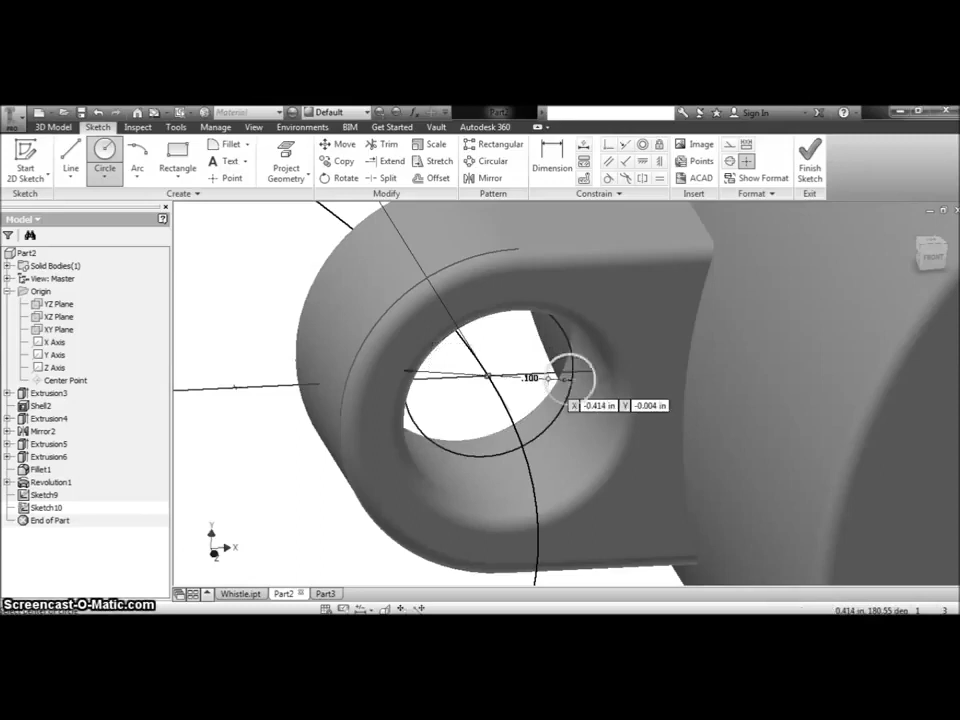 Material
Default
Part2
Sign In
PRO
3D Model
Sketch
Inspect
Tools
Manage
View
Environments
BIM
Get Started
Vault
Autodesk 360
Start
2D Sketch
Line
Circle
Arc
Rectangle
Fillet
Text
Point
Project
Geometry
Move
Trim
Scale
Copy
Extend
Stretch
Rotate
Split
Offset
Rectangular
Circular
Mirror
Dimension
Image
Points
ACAD
Show Format
Finish
Sketch
Sketch
Create
Modify
Pattern
Constrain
Insert
Format
Exit
Model
Part2
Solid Bodies(1)
View: Master
Origin
YZ Plane
XZ Plane
XY Plane
X Axis
Y Axis
Z Axis
Center Point
Extrusion3
Shell2
Extrusion4
Mirror2
Extrusion5
Extrusion6
Fillet1
Revolution1
Sketch9
Sketch10
End of Part
FRONT
.100
X -0.414 in Y -0.004 in
Y
X
Z
Whistle.ipt
Part2
Part3
Screencast-O-Matic.com
0.414 in, 180.55 deg 1 3